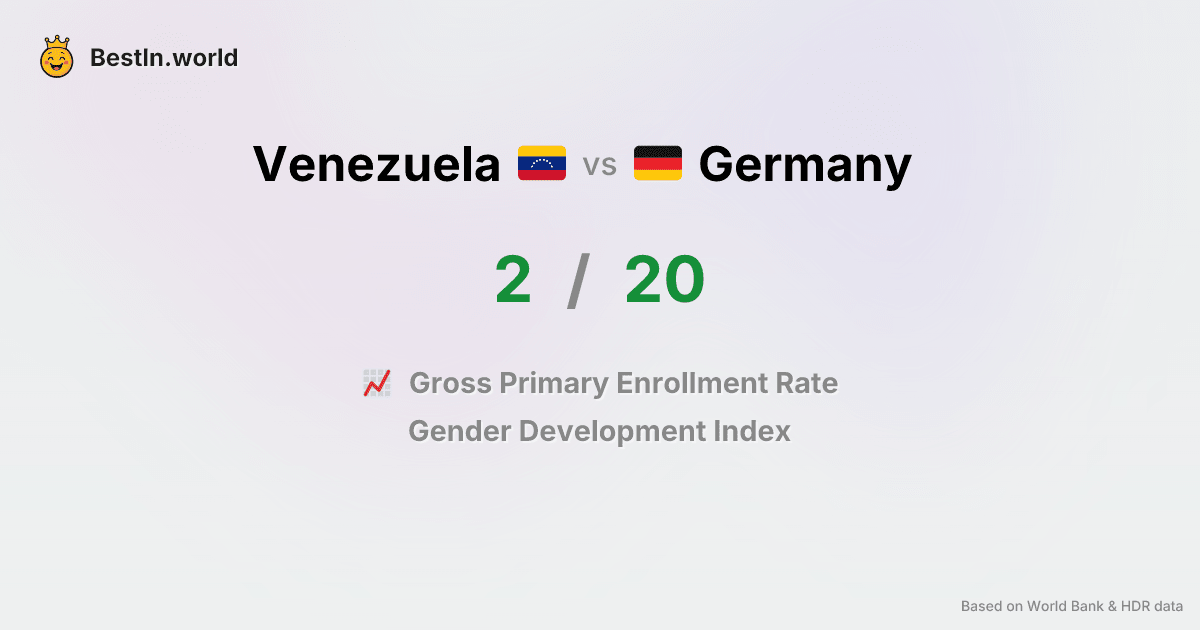 BestIn.world
Venezuela vs Germany
2 / 20
Gross Primary Enrollment Rate
Gender Development Index
Based on World Bank & HDR data